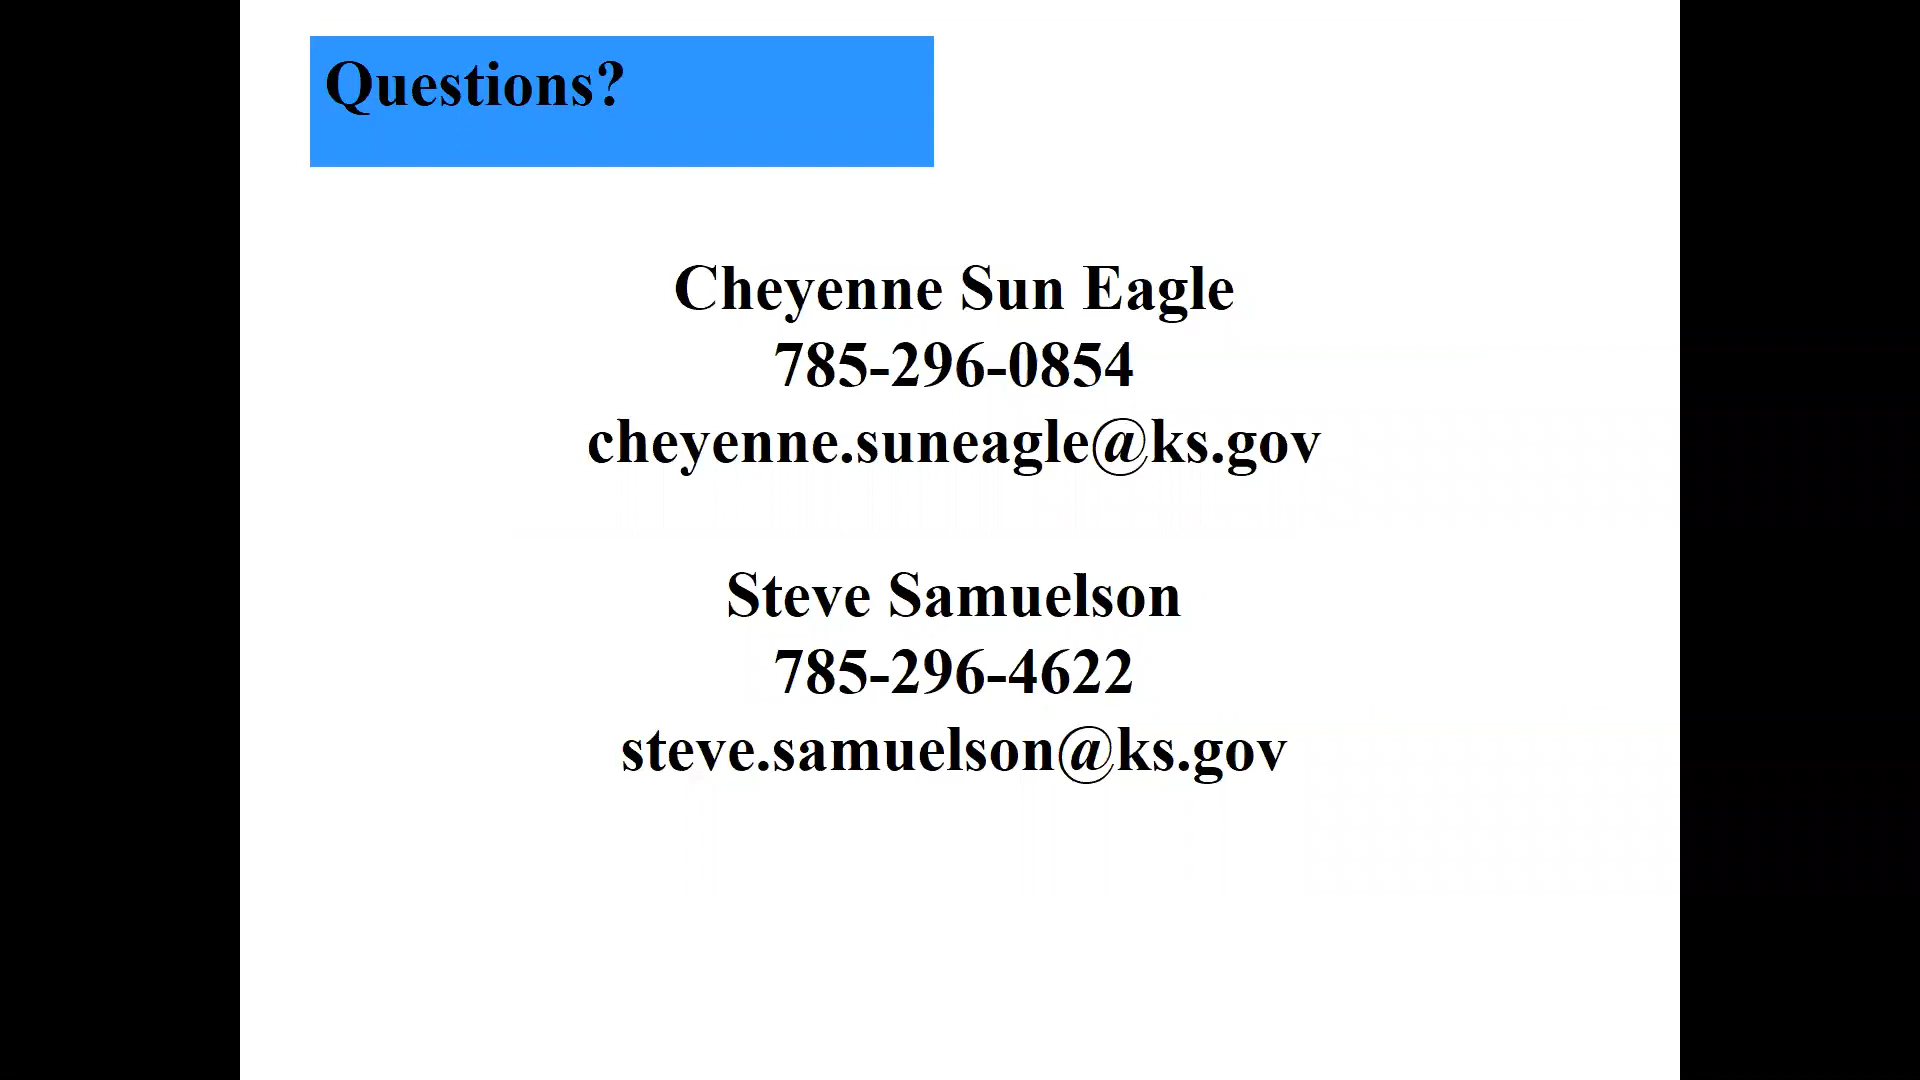 Questions?
Cheyenne Sun Eagle
785-296-0854
cheyenne.suneagle@ks.gov
Steve Samuelson
785-296-4622
steve.samuelson@ks.gov